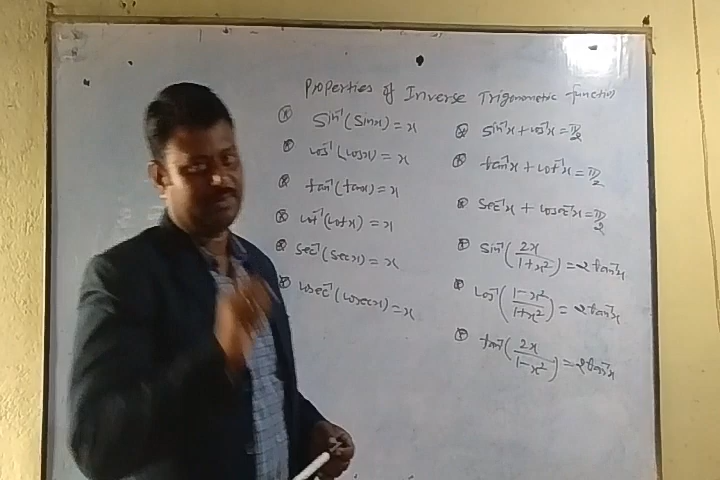 Properties of Inverse Trigonometric function
sin⁻¹(sinx) = x
cos⁻¹(cosx) = x
tan⁻¹(tanx) = x
cot⁻¹(cotx) = x
sec⁻¹(secx) = x
cosec⁻¹(cosecx) = x
sin⁻¹x + cos⁻¹x = π/2
tan⁻¹x + cot⁻¹x = π/2
sec⁻¹x + cosec⁻¹x = π/2
sin⁻¹(2x/1+x²) = 2tan⁻¹x
cos⁻¹(1-x²/1+x²) = 2tan⁻¹x
tan⁻¹(2x/1-x²) = 2tan⁻¹x